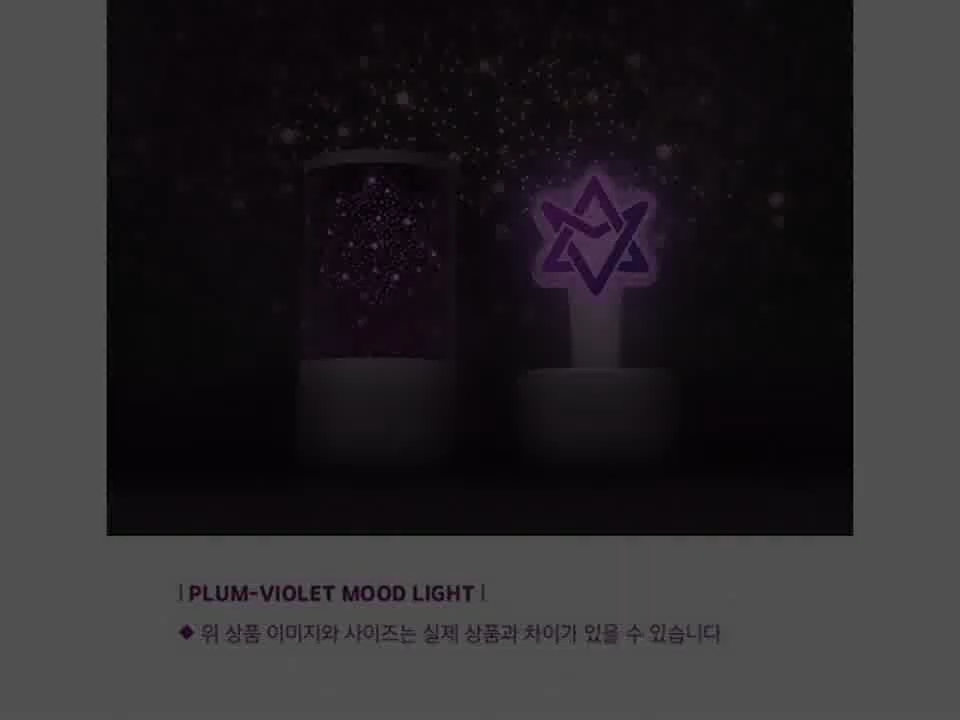 | PLUM-VIOLET MOOD LIGHT |
◆ 위 상품 이미지와 사이즈는 실제 상품과 차이가 있을 수 있습니다